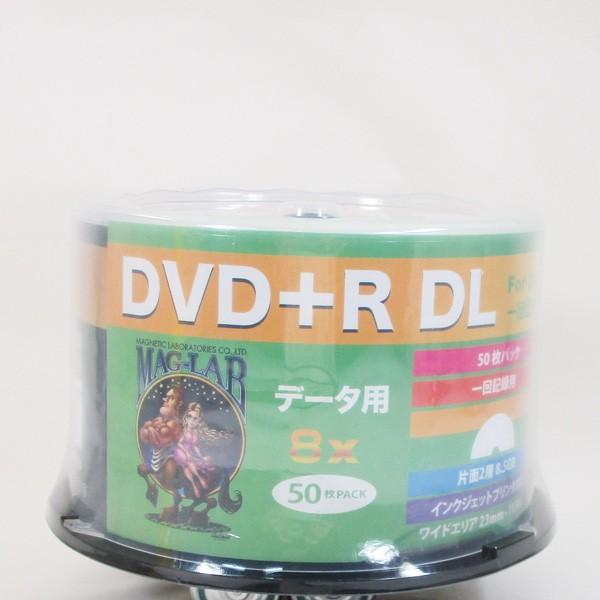 DVD+R DL
For
MAGNETIC LABORATORIES CO.,LTD.
MAG-LAB
データ用
8x
50枚PACK
50枚パック
一回記録用
片面2層 8.5GB
インクジェットプリンタ
ワイドエリア 23mm-